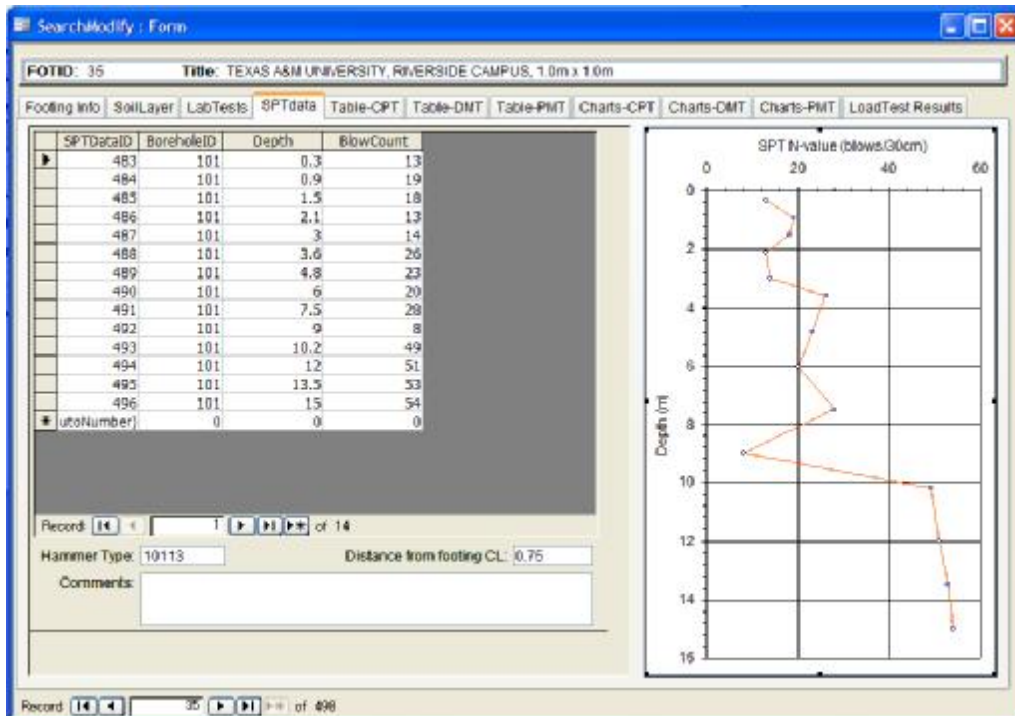 SearchModify : Form
FOTID: 35 Title: TEXAS A&M UNIVERSITY, RIVERSIDE CAMPUS, 1.0m x 1.0m
Footing Info SoilLayer LabTests SPTdata Table-CPT Table-DMT Table-PMT Charts-CPT Charts-DMT Charts-PMT LoadTest Results
SPTDataID BoreholeID Depth BlowCount
483 101 0.3 13
484 101 0.9 19
485 101 1.5 18
486 101 2.1 13
487 101 3 14
488 101 3.6 26
489 101 4.8 23
490 101 6 20
491 101 7.5 28
492 101 9 8
493 101 10.2 49
494 101 12 51
495 101 13.5 53
496 101 15 54
utoNumber) 0 0 0
Record: 1 of 14
Hammer Type: 10113 Distance from footing CL: 0.75
Comments:
SPT N-value (blows/30cm)
0 20 40 60
0
2
4
6
8
10
12
14
16
Depth (m)
Record: 35 of 498